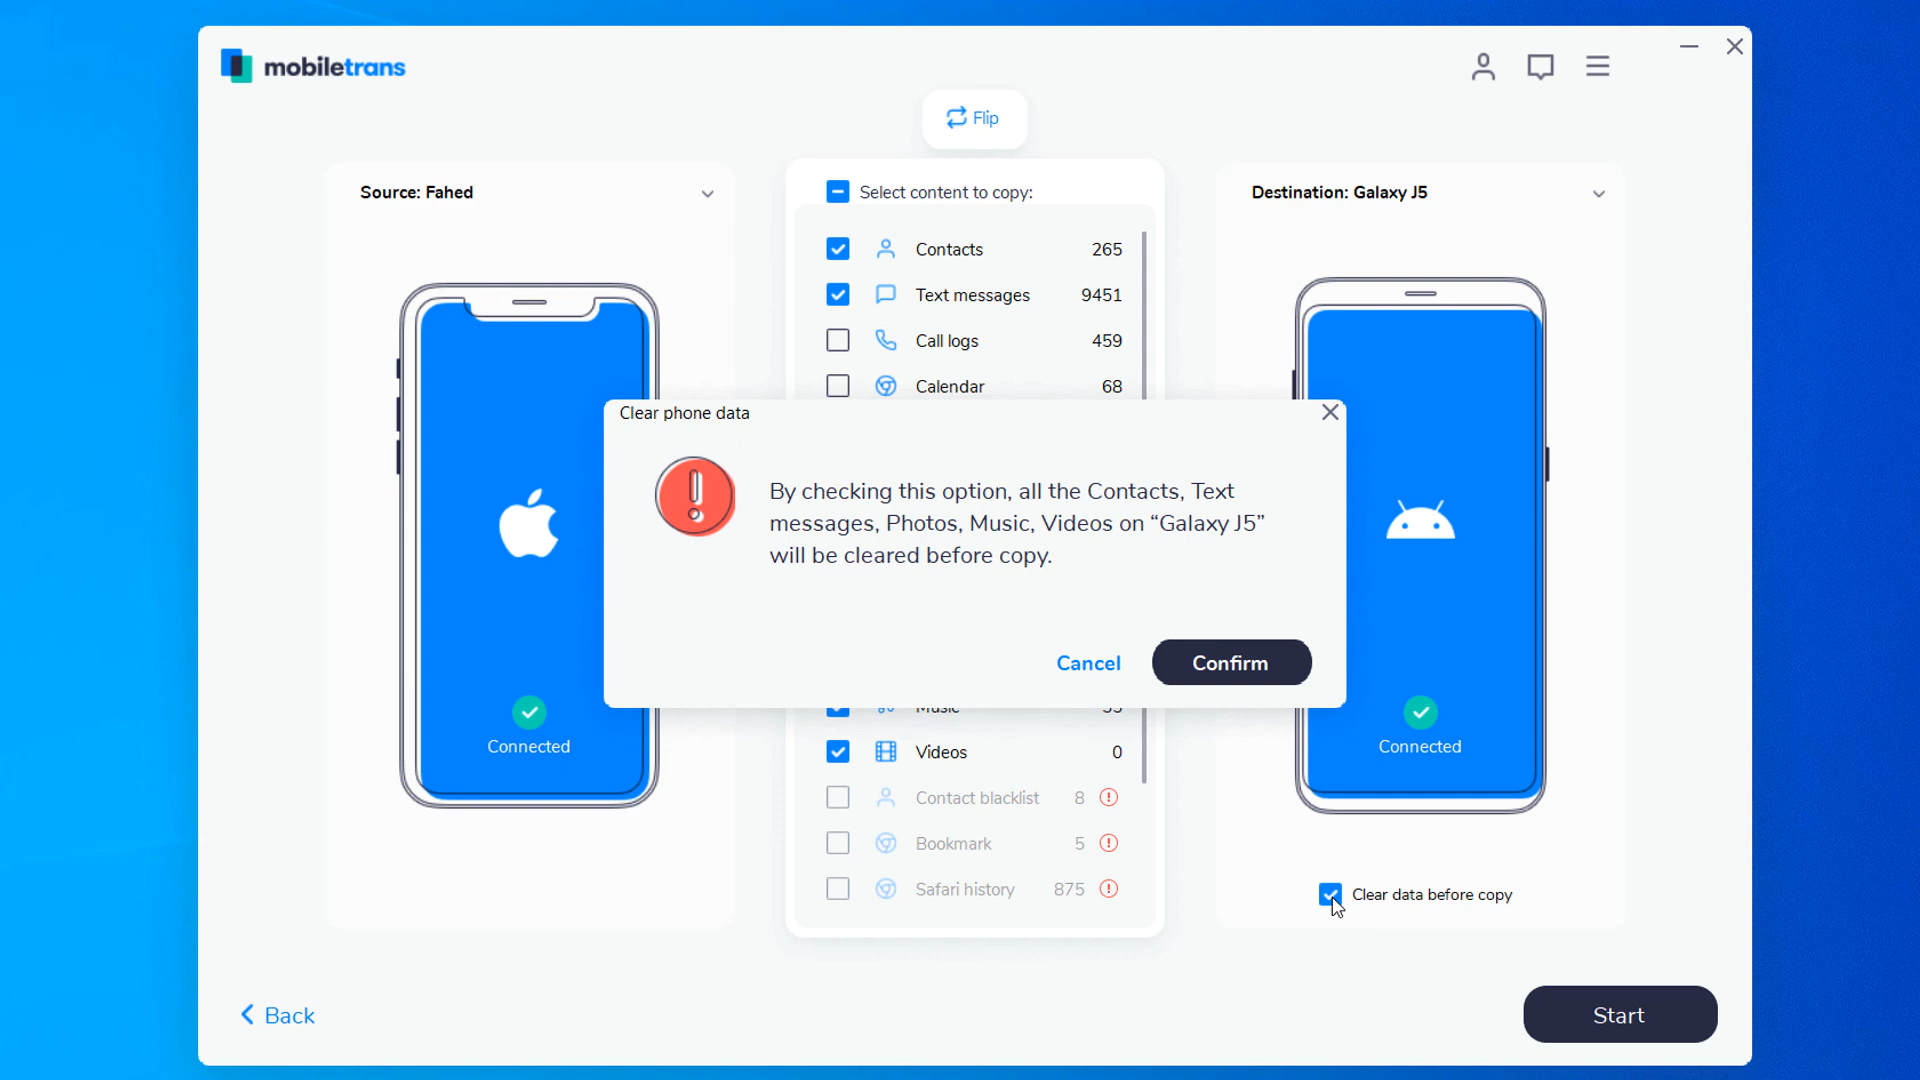 mobiletrans
Flip
Source: Fahed
Select content to copy:
Destination: Galaxy J5
Contacts 265
Text messages 9451
Call logs 459
Calendar 68
Clear phone data
By checking this option, all the Contacts, Text
messages, Photos, Music, Videos on “Galaxy J5”
will be cleared before copy.
Cancel
Confirm
Music 33
Connected
Videos 0
Connected
Contact blacklist 8
Bookmark 5
Safari history 875
Clear data before copy
Back
Start